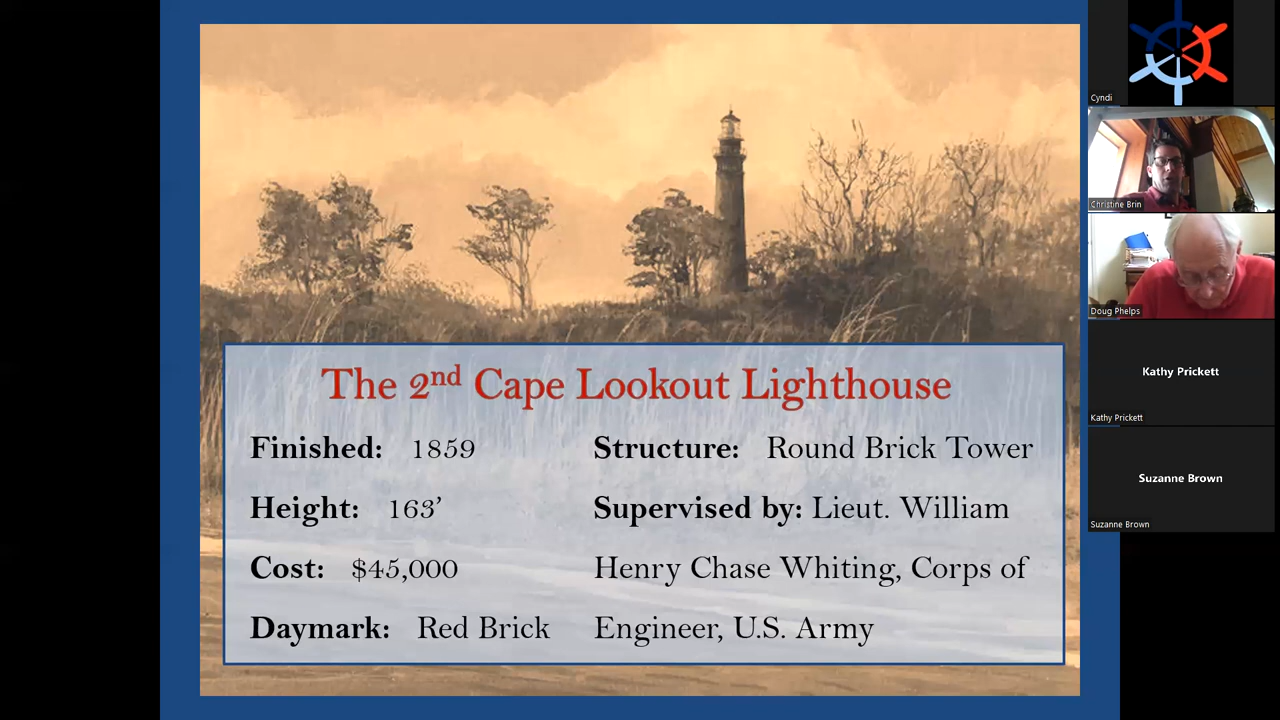 The 2nd Cape Lookout Lighthouse
Finished: 1859
Height: 163’
Cost: $45,000
Daymark: Red Brick
Structure: Round Brick Tower
Supervised by: Lieut. William
Henry Chase Whiting, Corps of
Engineer, U.S. Army
Cyndi
Christine Brin
Doug Phelps
Kathy Prickett
Kathy Prickett
Suzanne Brown
Suzanne Brown